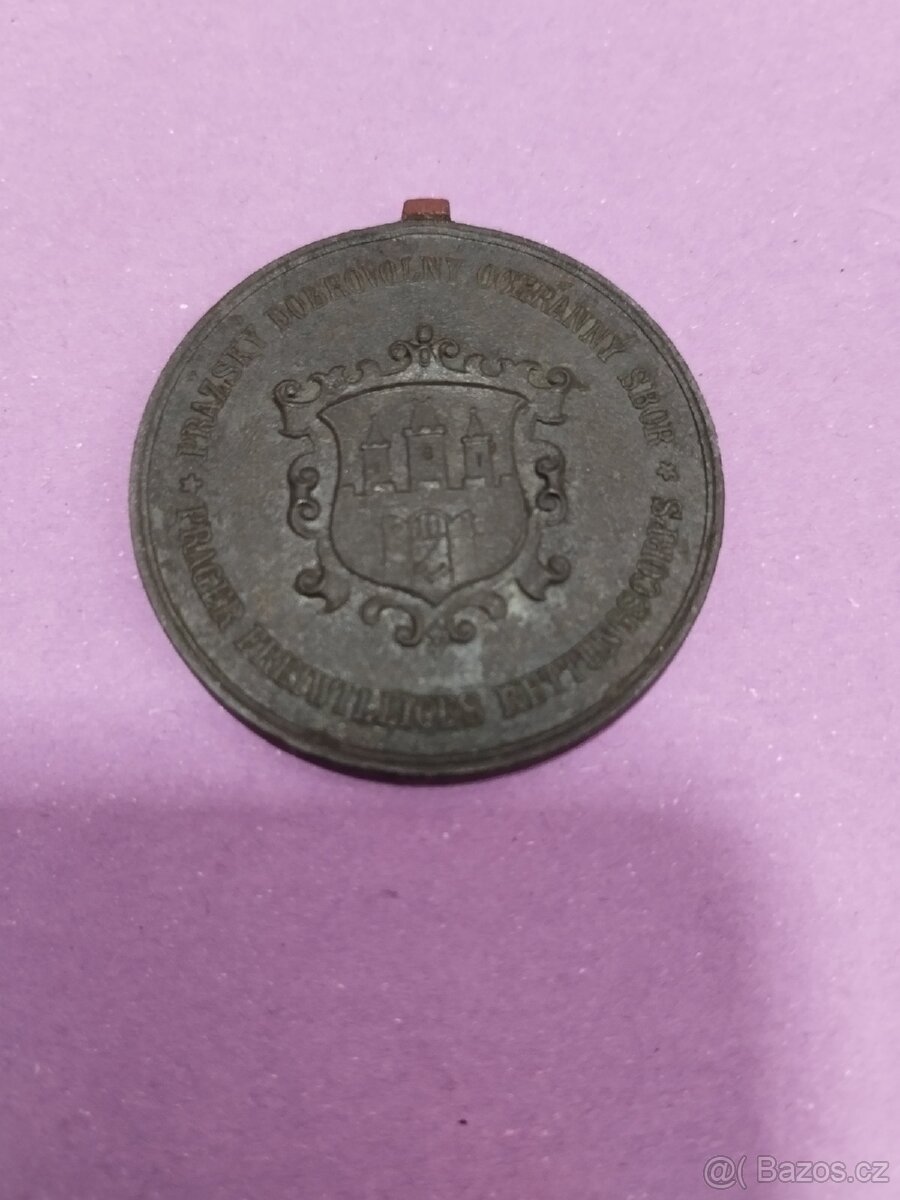 PRAŽSKÝ DOBROVOLNÝ OCHRANNÝ SBOR *
PRAGER FREIWILLIGES RETTUNGSCORPS *
@( Bazos.cz